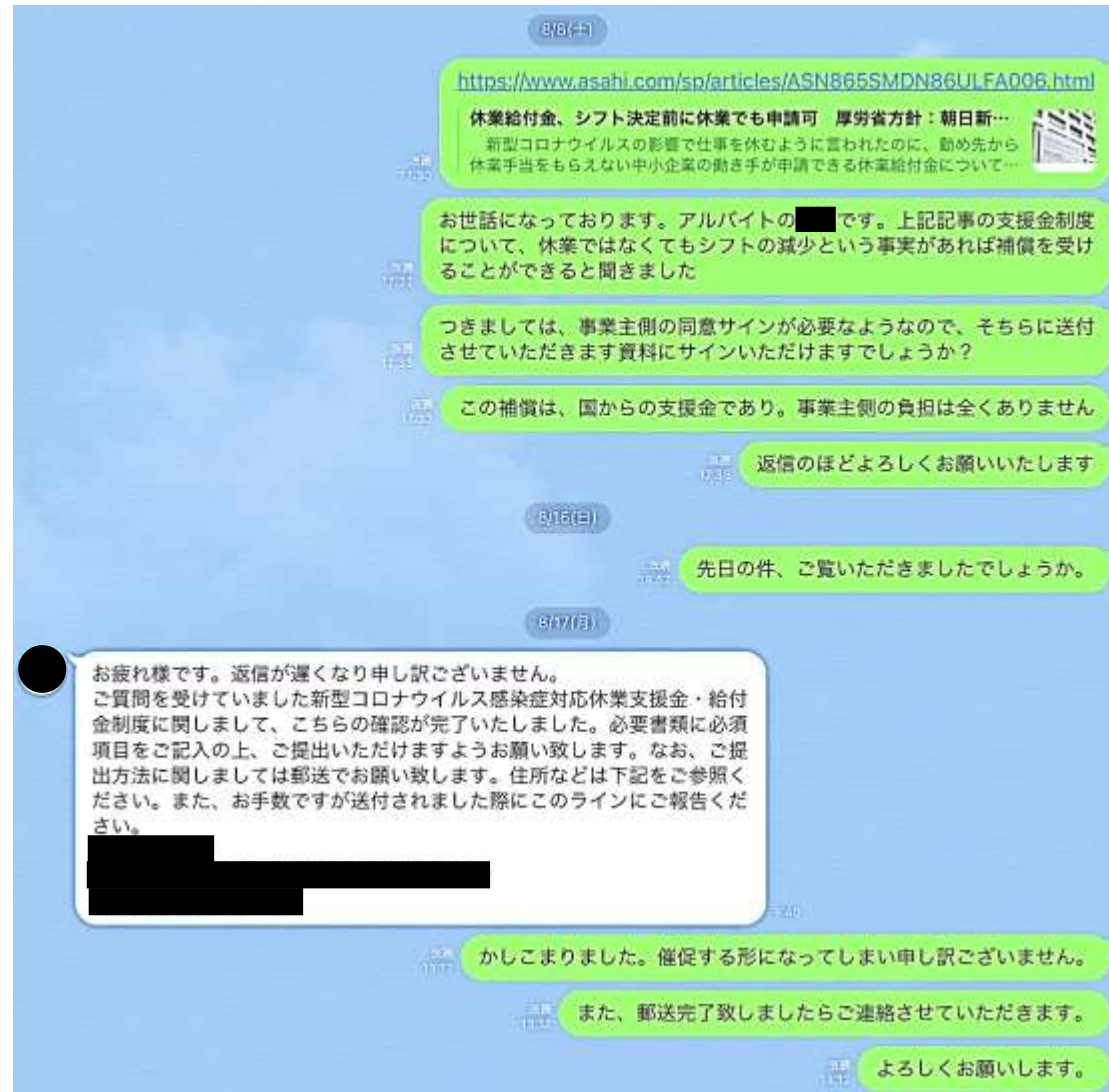 8/8(土)
https://www.asahi.com/sp/articles/ASN865SMDN86ULFA006.html
休業給付金、シフト決定前に休業でも申請可 厚労省方針：朝日新…
新型コロナウイルスの影響で仕事を休むように言われたのに、勤め先から
休業手当をもらえない中小企業の働き手が申請できる休業給付金について…
お世話になっております。アルバイトの
です。上記記事の支援金制度
について、休業ではなくてもシフトの減少という事実があれば補償を受け
ることができると聞きました
つきましては、事業主側の同意サインが必要なようなので、そちらに送付
させていただきます資料にサインいただけますでしょうか？
この補償は、国からの支援金であり。事業主側の負担は全くありません
返信のほどよろしくお願いいたします
8/16(日)
先日の件、ご覧いただきましたでしょうか。
8/17(月)
お疲れ様です。返信が遅くなり申し訳ございません。
ご質問を受けていました新型コロナウイルス感染症対応休業支援金・給付
金制度に関しまして、こちらの確認が完了いたしました。必要書類に必須
項目をご記入の上、ご提出いただけますようお願い致します。なお、ご提
出方法に関しましては郵送でお願い致します。住所などは下記をご参照く
ださい。また、お手数ですが送付されました際にこのラインにご報告くだ
さい。
かしこまりました。催促する形になってしまい申し訳ございません。
また、郵送完了致しましたらご連絡させていただきます。
よろしくお願いします。